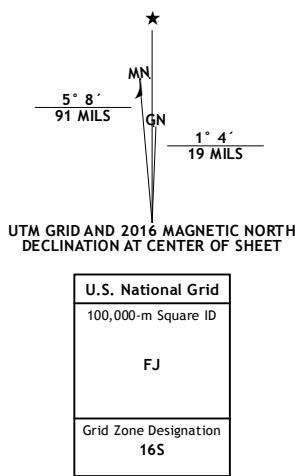 ★
MN
5° 8´
91 MILS
GN
1° 4´
19 MILS
UTM GRID AND 2016 MAGNETIC NORTH
DECLINATION AT CENTER OF SHEET
U.S. National Grid
100,000-m Square ID
FJ
Grid Zone Designation
16S